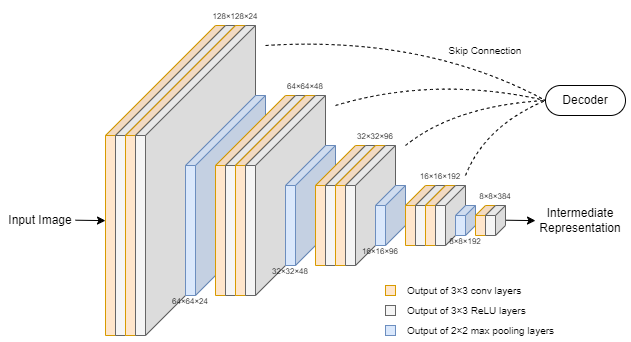 128×128×24
Skip Connection
64×64×48
Decoder
32×32×96
16×16×192
8×8×384
Input Image
Intermediate
Representation
8×8×192
16×16×96
32×32×48
64×64×24
Output of 3×3 conv layers
Output of 3×3 ReLU layers
Output of 2×2 max pooling layers